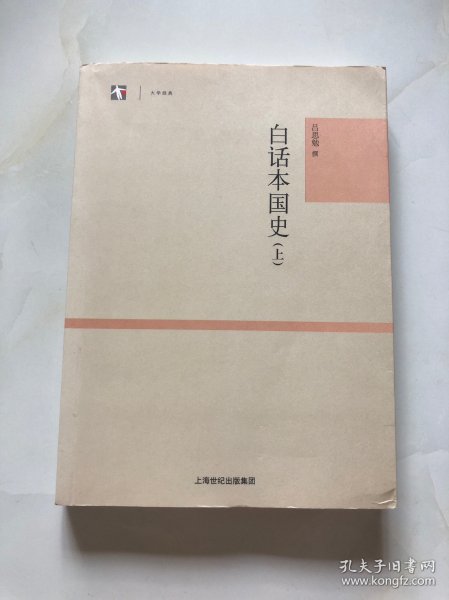 大学经典
吕思勉 撰
白话本国史(上)
上海世纪出版集团
孔夫子旧书网
www.kongfz.com